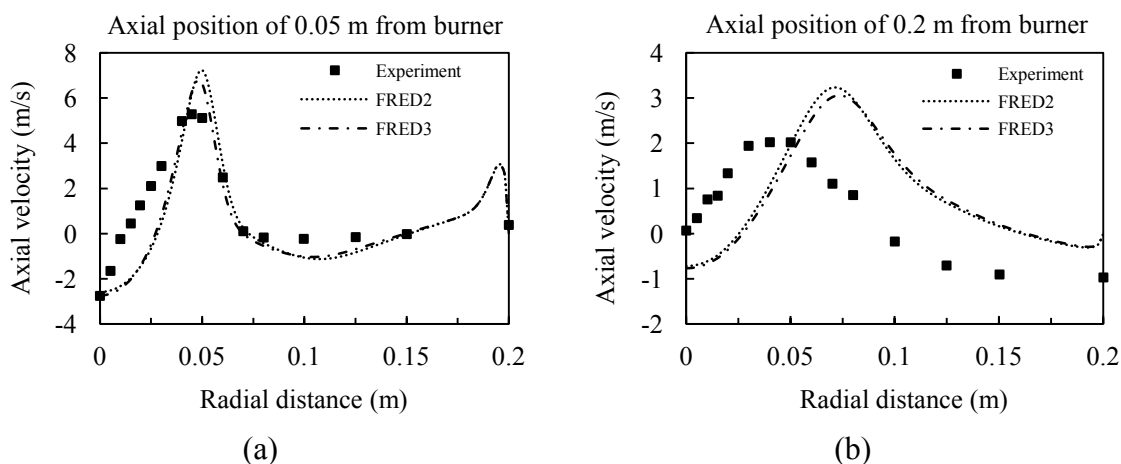 Axial position of 0.05 m from burner
Axial velocity (m/s)
8
6
4
2
0
-2
-4
Experiment
FRED2
FRED3
0 0.05 0.1 0.15 0.2
Radial distance (m)
(a)
Axial position of 0.2 m from burner
Axial velocity (m/s)
4
3
2
1
0
-1
-2
Experiment
FRED2
FRED3
0 0.05 0.1 0.15 0.2
Radial distance (m)
(b)